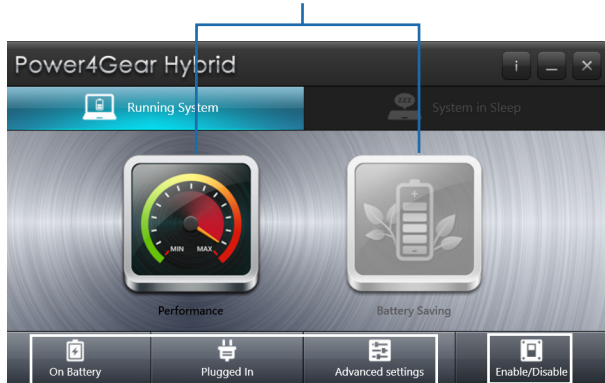 Power4Gear Hybrid
Running System
zzz System in Sleep
MIN MAX
Performance
Battery Saving
On Battery
Plugged In
Advanced settings
Enable/Disable